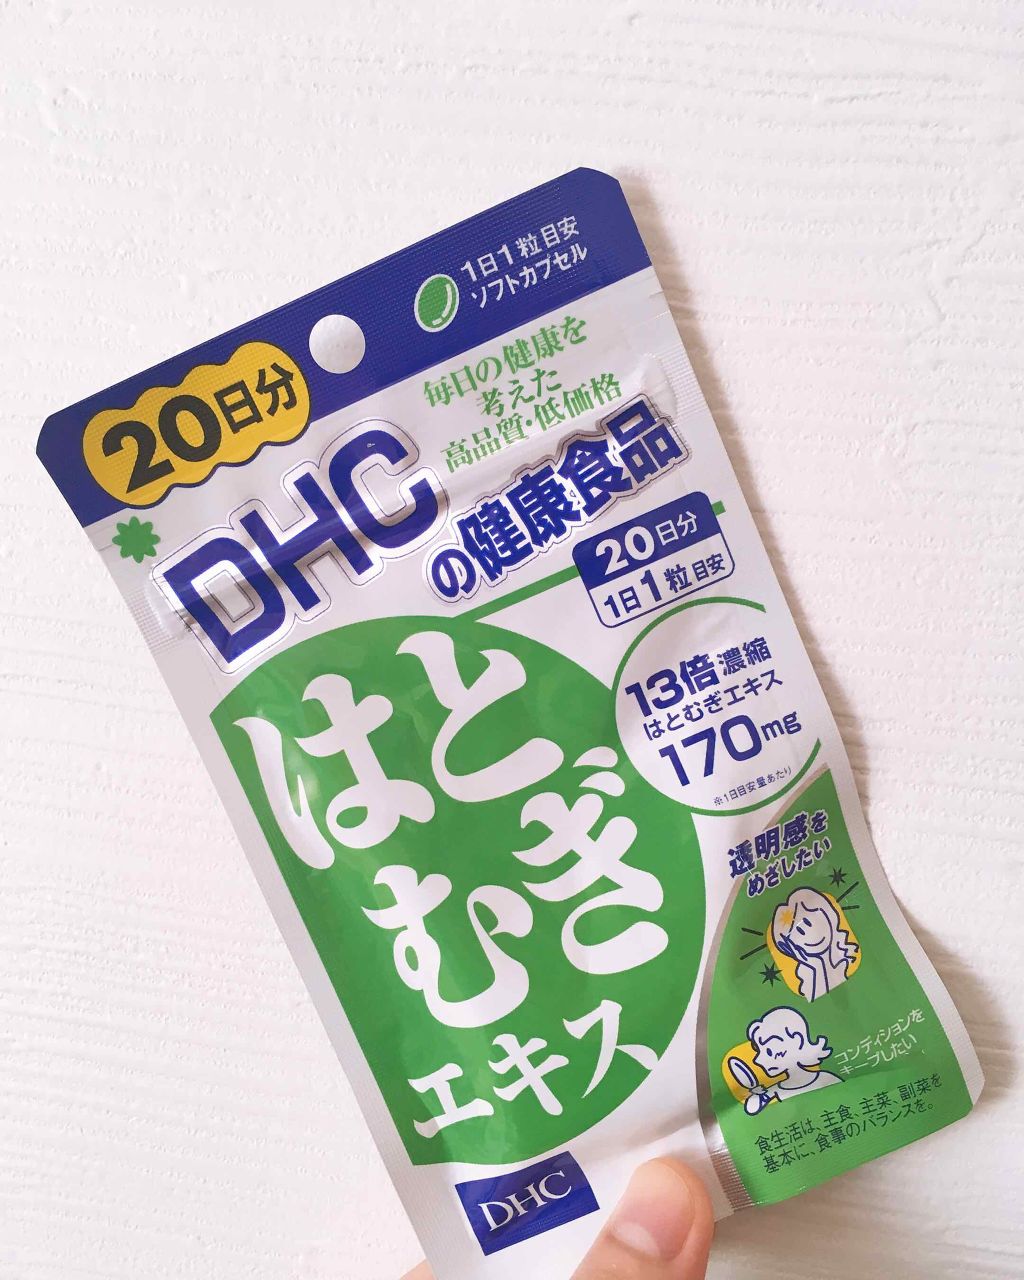 1日1粒目安
ソフトカプセル
20日分
毎日の健康を
考えた
高品質・低価格
DHC
の健康食品
20日分
1日1粒目安
13倍濃縮
はとむぎエキス
170mg
※1日目安量あたり
はと
むぎ
エキス
透明感を
めざしたい
コンディションを
キープしたい
食生活は、主食、主菜、副菜を
基本に、食事のバランスを。
DHC